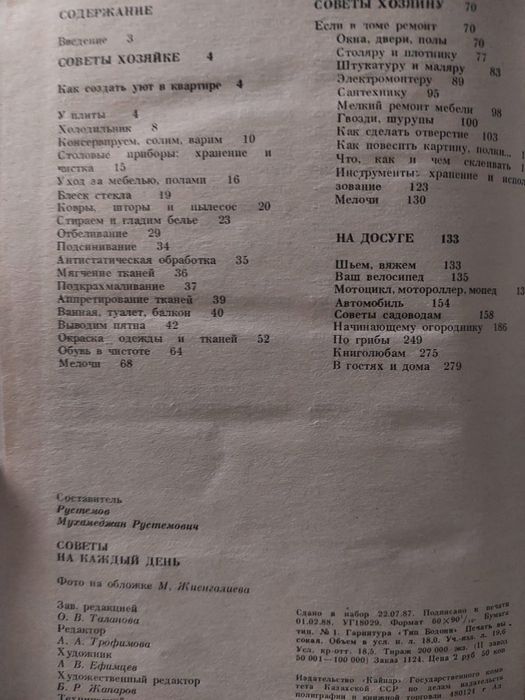 СОДЕРЖАНИЕ
Введение 3
СОВЕТЫ ХОЗЯЙКЕ 4
Как создать уют в квартире 4
У плиты 4
Холодильник 8
Консервируем, солим, варим 10
Столовые приборы: хранение и
чистка 15
Уход за мебелью, полами 16
Блеск стекла 19
Ковры, шторы и пылесос 20
Стираем и гладим белье 23
Отбеливание 29
Подсинивание 34
Антистатическая обработка 35
Мягчение тканей 36
Подкрахмаливание 37
Аппретирование тканей 39
Ванная, туалет, балкон 40
Выводим пятна 42
Окраска одежды и тканей 52
Обувь в чистоте 64
Мелочи 68
СОВЕТЫ ХОЗЯИНУ 70
Если в доме ремонт 70
Окна, двери, полы 70
Столяру и плотнику 77
Штукатуру и маляру 83
Электромонтеру 89
Сантехнику 95
Мелкий ремонт мебели 98
Гвозди, шурупы 100
Как сделать отверстие 103
Как повесить картину, полки... 1
Что, как и чем склеивать 1
Инструменты: хранение и испол
зование 123
Мелочи 130
НА ДОСУГЕ 133
Шьем, вяжем 133
Ваш велосипед 135
Мотоцикл, мотороллер, мопед 13
Автомобиль 154
Советы садоводам 158
Начинающему огороднику 186
По грибы 249
Книголюбам 275
В гостях и дома 279
Составитель
Рустемов
Мухамеджан Рустемович
СОВЕТЫ
НА КАЖДЫЙ ДЕНЬ
Фото на обложке М. Жиенгалиева
Зав. редакцией
О. В. Таланова
Редактор
А. А. Трофимова
Художник
А. В. Ефимцев
Художественный редактор
Б. Р. Жапаров
Сдано в набор 22.07.87. Подписано в печати
01.02.88. УГ18029. Формат 60×90 1/16. Бумага
тип. № 1. Гарнитура «Тип Бодони» Печать вы-
сокая. Объем в усл. п. л. 18,0. Уч.-изд. л. 19,6
Усл. кр-отт. 18,5. Тираж 200 000 экз. (II завод
50 001—100 000) Заказ 1124. Цена 2 руб 50 коп
Издательство «Кайнар» Государственного коми
тета Казахской ССР по делам издательств
полиграфии и книжной торговли 480124 г Ал